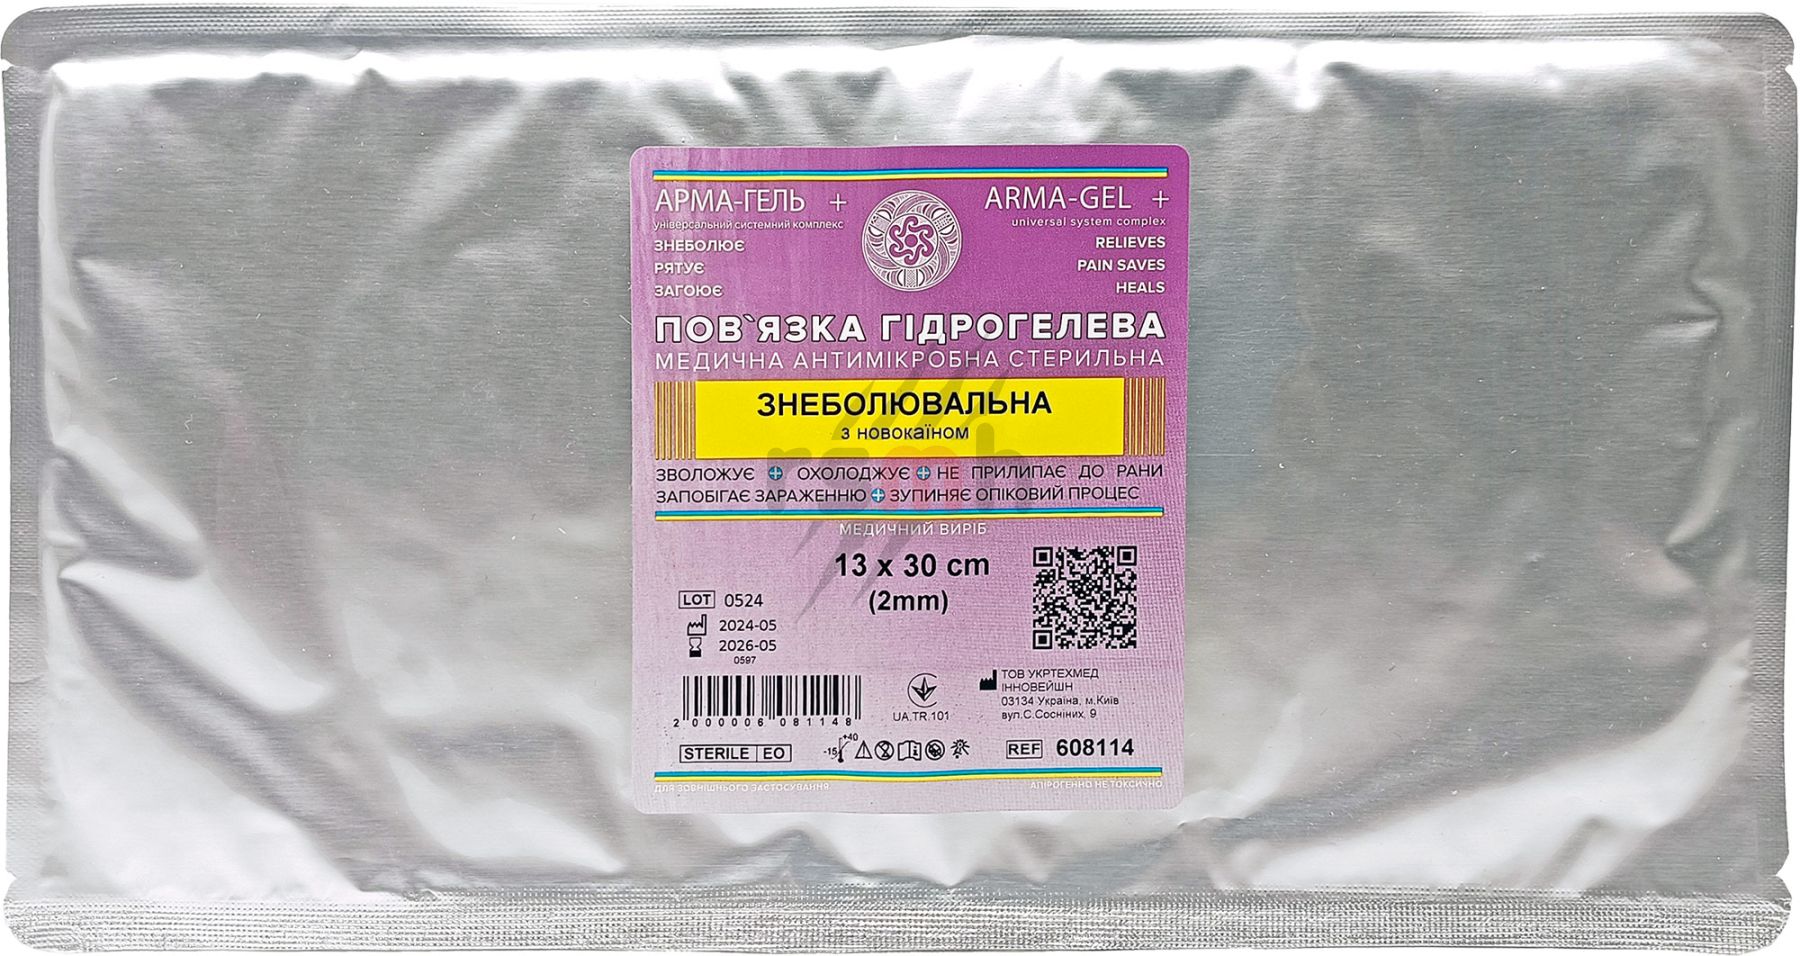 АРМА-ГЕЛЬ +
універсальний системний комплекс
ЗНЕБОЛЮЄ
РЯТУЄ
ЗАГОЮЄ
ARMA-GEL +
universal system complex
RELIEVES
PAIN SAVES
HEALS
ПОВ`ЯЗКА ГІДРОГЕЛЕВА
МЕДИЧНА АНТИМІКРОБНА СТЕРИЛЬНА
ЗНЕБОЛЮВАЛЬНА
з новокаїном
ЗВОЛОЖУЄ + ОХОЛОДЖУЄ + НЕ ПРИЛИПАЄ ДО РАНИ
ЗАПОБІГАЄ ЗАРАЖЕННЮ + ЗУПИНЯЄ ОПІКОВИЙ ПРОЦЕС
МЕДИЧНИЙ ВИРІБ
13 x 30 cm
(2mm)
LOT 0524
2024-05
2026-05
0597
2000006081148
UA.TR.101
ТОВ УКРТЕХМЕД
ІННОВЕЙШН
03134 Україна, м.Київ
вул.С.Сосніних, 9
STERILE EO
-15 +40
REF 608114
ДЛЯ ЗОВНІШНЬОГО ЗАСТОСУВАННЯ
АПІРОГЕННО НЕ ТОКСИЧНО